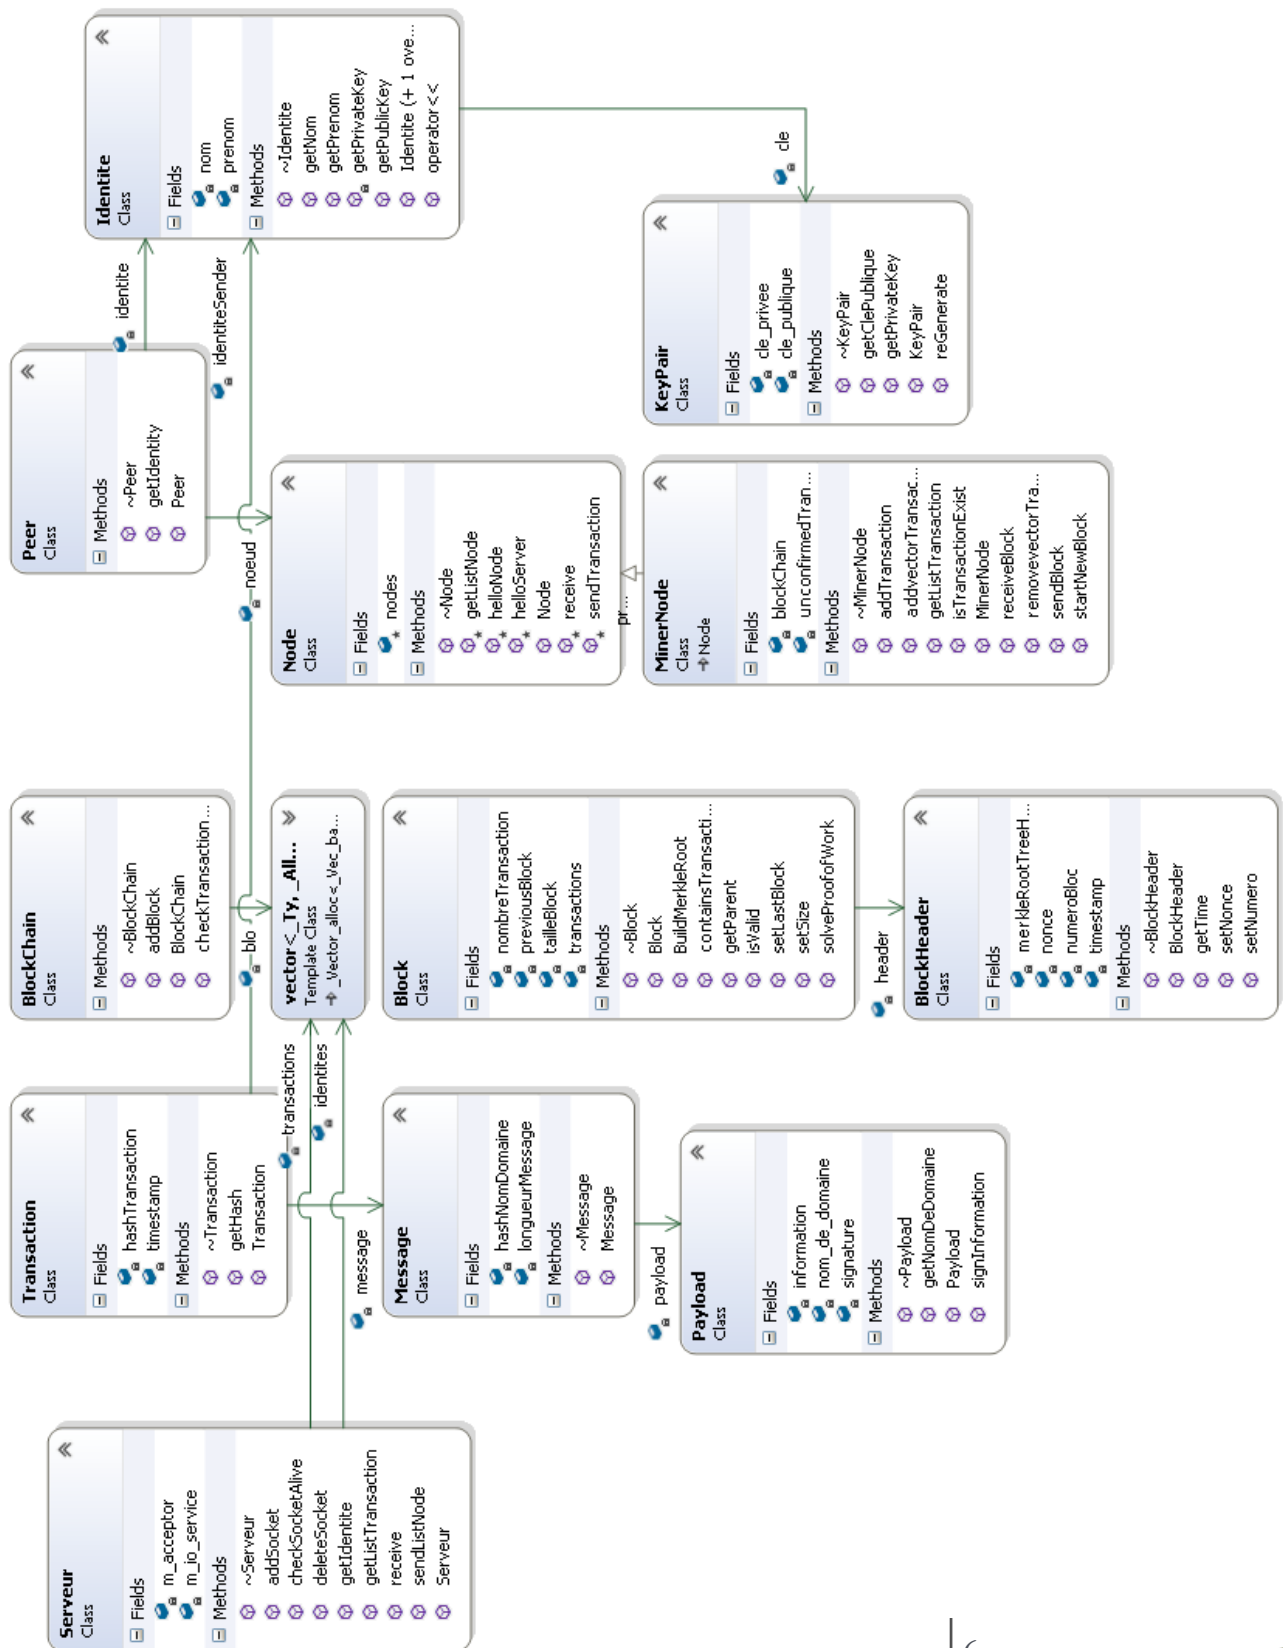 Serveur
Class
Fields
m_acceptor
m_io_service
Methods
~Serveur
addSocket
checkSocketAlive
deleteSocket
getIdentite
getListTransaction
receive
sendListNode
Serveur
Transaction
Class
Fields
hashTransaction
timestamp
Methods
~Transaction
getHash
Transaction
transactions
identites
message
Message
Class
Fields
hashNomDomaine
longueurMessage
Methods
~Message
Message
payload
Payload
Class
Fields
information
nom_de_domaine
signature
Methods
~Payload
getNomDeDomaine
Payload
signInformation
BlockChain
Class
Methods
~BlockChain
addBlock
BlockChain
checkTransaction...
blo
vector<_Ty, _All...
Template Class
_Vector_alloc<_Vec_ba...
Block
Class
Fields
nombreTransaction
previousBlock
tailleBlock
transactions
Methods
~Block
Block
BuildMerkleRoot
containsTransacti...
getParent
isValid
setLastBlock
setSize
solveProofofWork
header
BlockHeader
Class
Fields
merkleRootTreeH...
nonce
numeroBloc
timestamp
Methods
~BlockHeader
BlockHeader
getTime
setNonce
setNumero
Peer
Class
Methods
~Peer
getIdentity
Peer
identite
identiteSender
noeud
Node
Class
Fields
nodes
Methods
~Node
getListNode
helloNode
helloServer
Node
receive
sendTransaction
pr...
MinerNode
Class
Node
Fields
blockChain
unconfirmedTran...
Methods
~MinerNode
addTransaction
addvectorTransac...
getListTransaction
isTransactionExist
MinerNode
receiveBlock
removevectorTra...
sendBlock
startNewBlock
Identite
Class
Fields
nom
prenom
Methods
~Identite
getNom
getPrenom
getPrivateKey
getPublicKey
Identite (+ 1 ove...
operator<<
cle
KeyPair
Class
Fields
cle_privee
cle_publique
Methods
~KeyPair
getClePublique
getPrivateKey
KeyPair
reGenerate